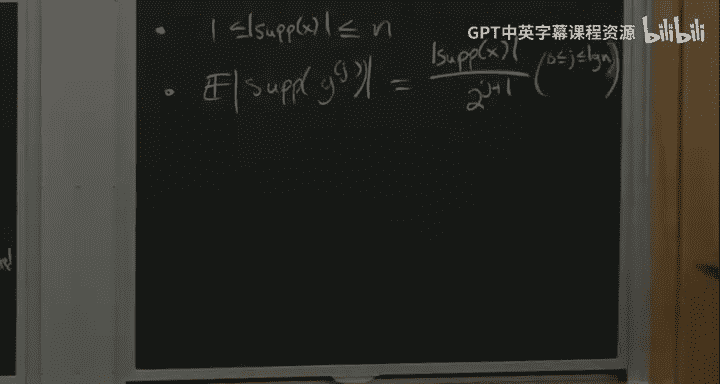 GPT中英字幕课程资源 bilibili
• 1 ≤ |supp(x)| ≤ n
• 𝔼|supp(y^(j))| = |supp(x)| / 2^(j+1) (0≤j≤lg n)